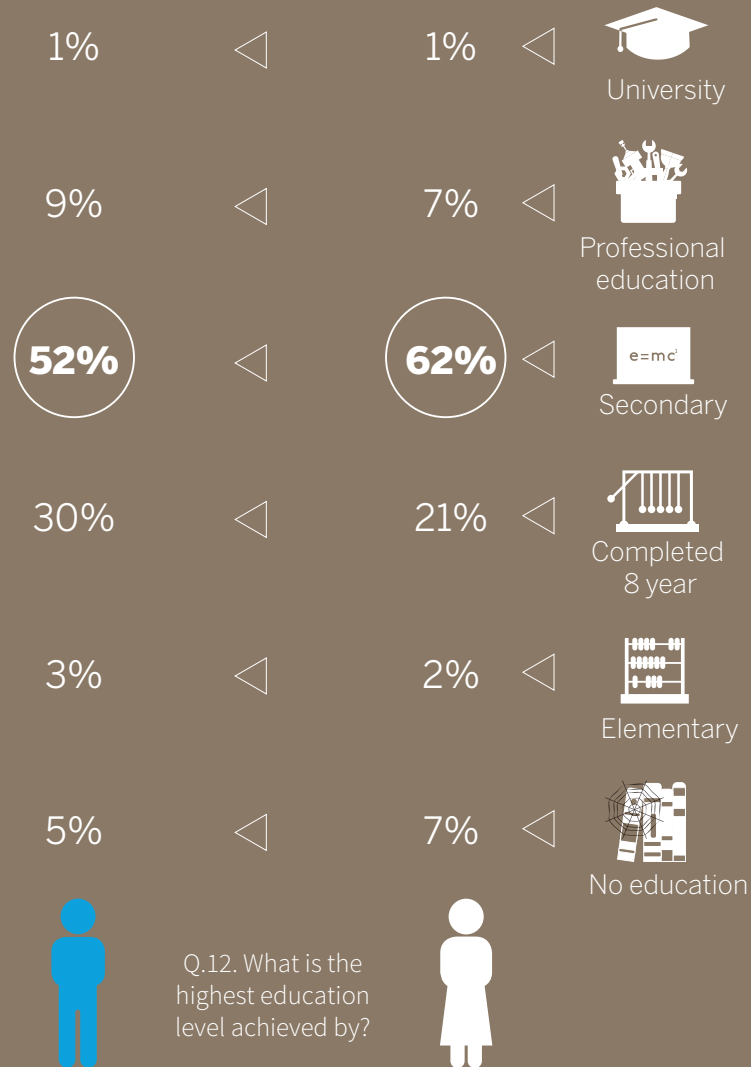 1%
1%
University
9%
7%
Professional
education
52%
62%
e=mc²
Secondary
30%
21%
Completed
8 year
3%
2%
Elementary
5%
7%
No education
Q.12. What is the
highest education
level achieved by?